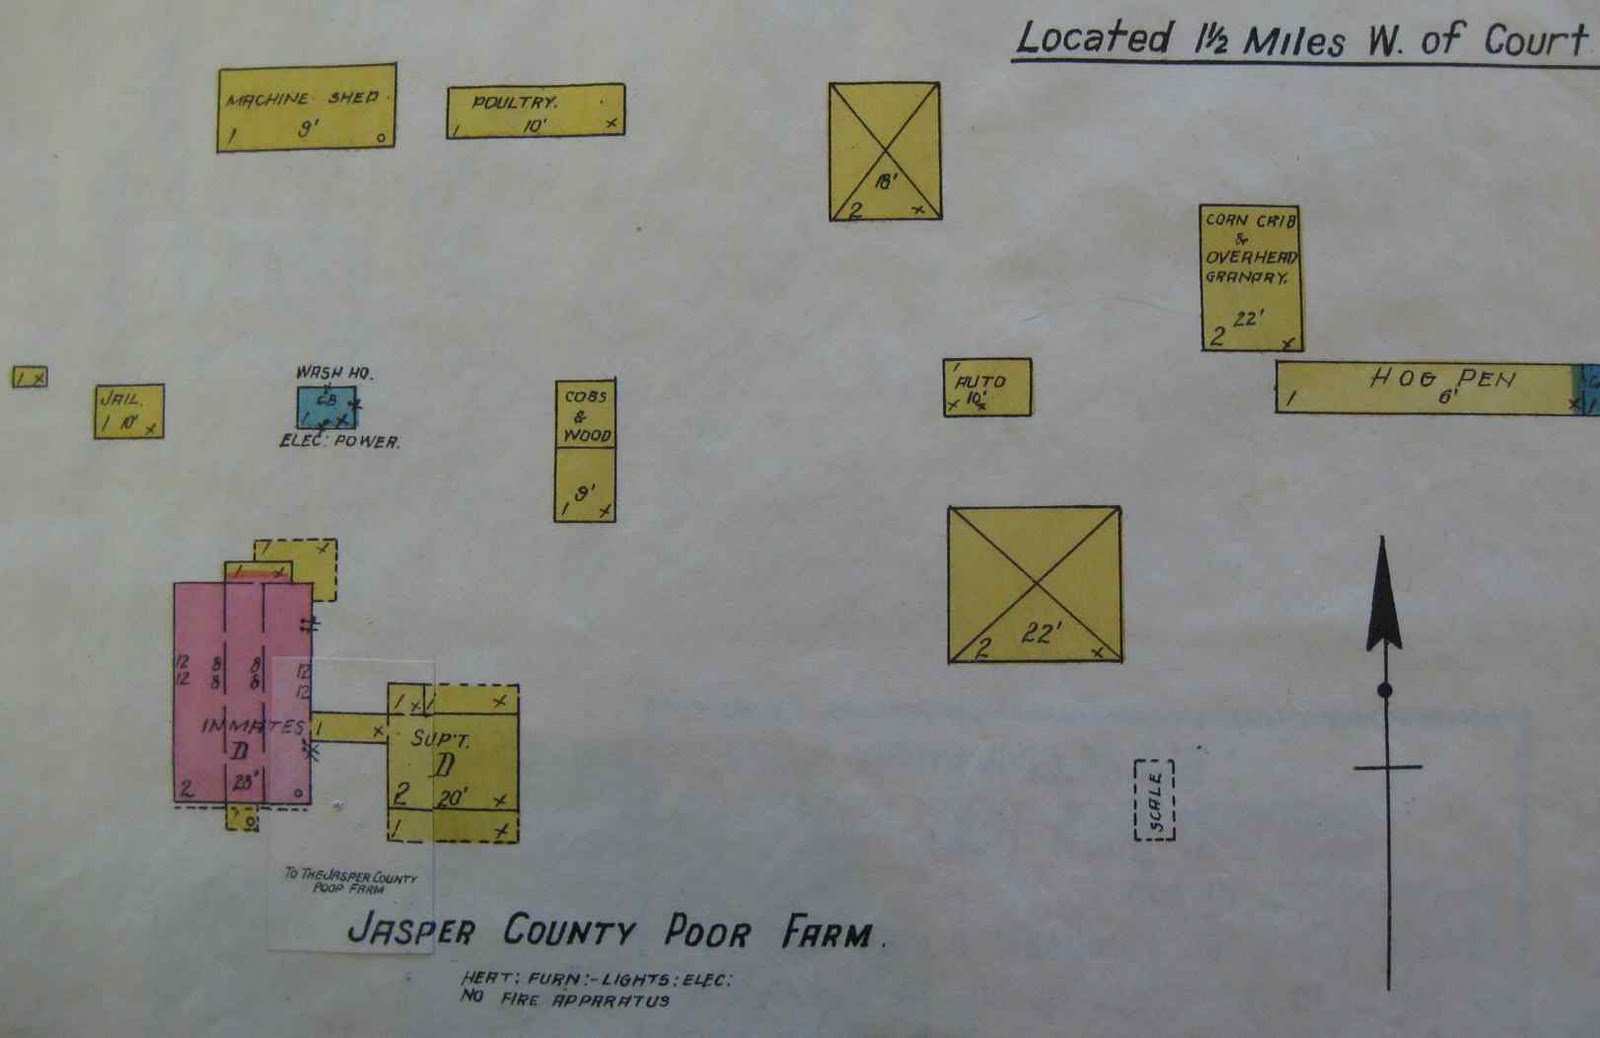 Located 1½ Miles W. of Court
MACHINE SHED.
1 9' o
POULTRY.
1 10' x
18'
2 x
CORN CRIB
&
OVERHEAD
GRANARY.
22'
2 x
1 x
JAIL.
1 10' x
WASH HO.
CB
1 x
ELEC: POWER.
COBS
&
WOOD
9'
1 x
1
AUTO
10'
x x
HOG PEN
1 6' x
1
22'
2 x
1 x
1 x
12 8 8 12
12 8 8 12
INMATES
D
2 23' o
1 x
1 x 1 x
SUP'T.
D
2 20' x
1 x
SCALE
TO THE JASPER COUNTY
POOP FARM
JASPER COUNTY POOR FARM.
HEAT: FURN:- LIGHTS: ELEC:
NO FIRE APPARATUS